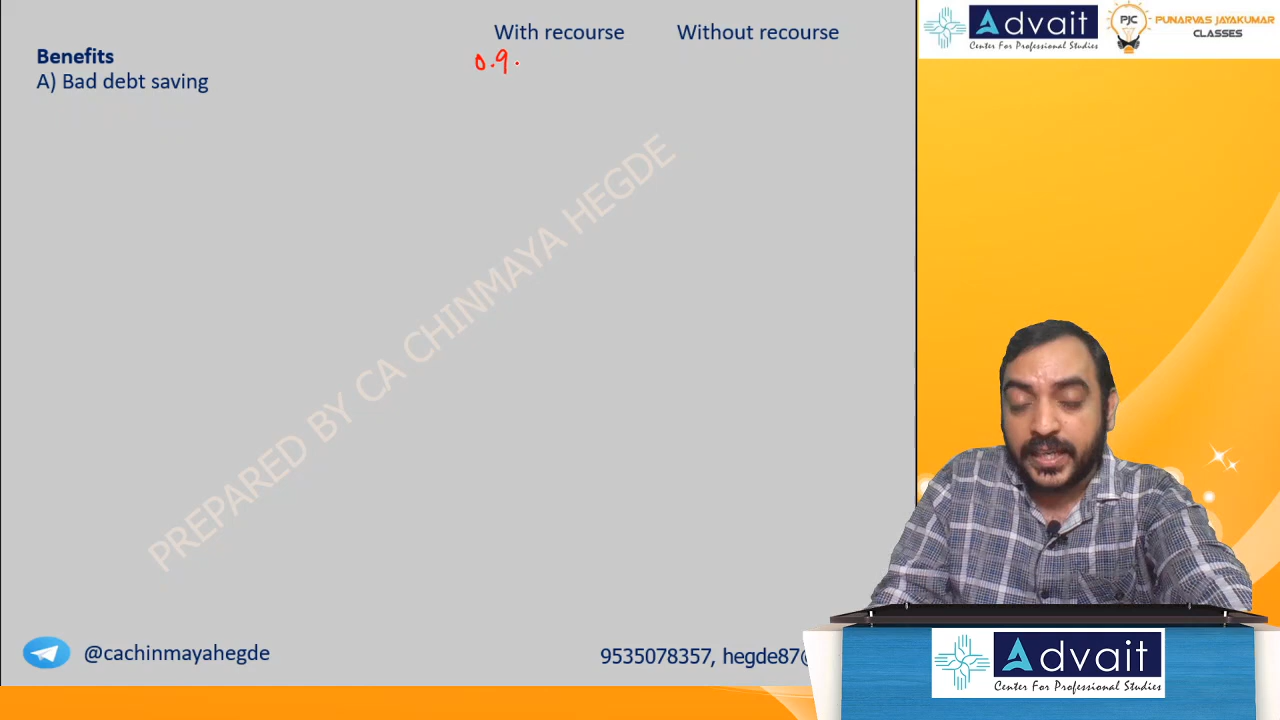 With recourse Without recourse
0.9.
Benefits
A) Bad debt saving
PREPARED BY CA CHINMAYA HEGDE
@cachinmayahegde
9535078357, hegde87@
Advait
Center For Professional Studies
PJC
PUNARVAS JAYAKUMAR
CLASSES
Advait
Center For Professional Studies